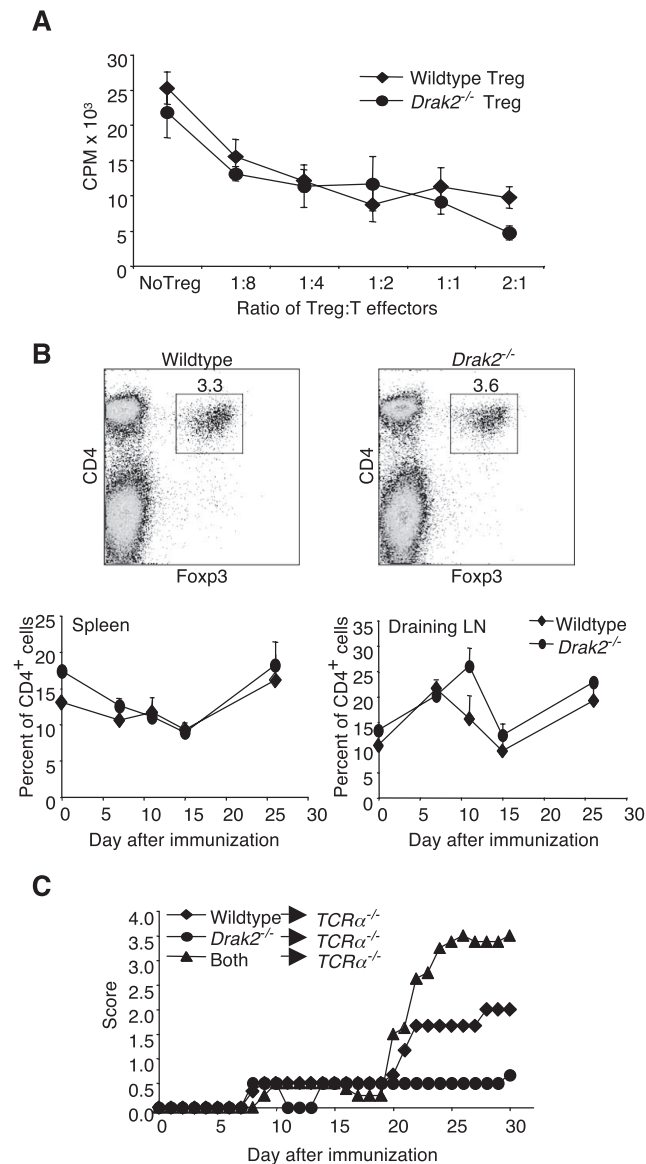 A
30
25
20
15
10
5
0
CPM x 10³
Wildtype Treg
Drak2-/- Treg
NoTreg 1:8 1:4 1:2 1:1 2:1
Ratio of Treg:T effectors
B
Wildtype
3.3
CD4
Foxp3
Drak2-/-
3.6
CD4
Foxp3
25
20
15
10
5
0
Percent of CD4+ cells
Spleen
0 5 10 15 20 25 30
Day after immunization
35
30
25
20
15
10
5
0
Percent of CD4+ cells
Draining LN
Wildtype
Drak2-/-
0 5 10 15 20 25 30
Day after immunization
C
4.0
3.5
3.0
2.5
2.0
1.5
1.0
0.5
0.0
Score
Wildtype TCRα-/-
Drak2-/- TCRα-/-
Both TCRα-/-
0 5 10 15 20 25 30
Day after immunization